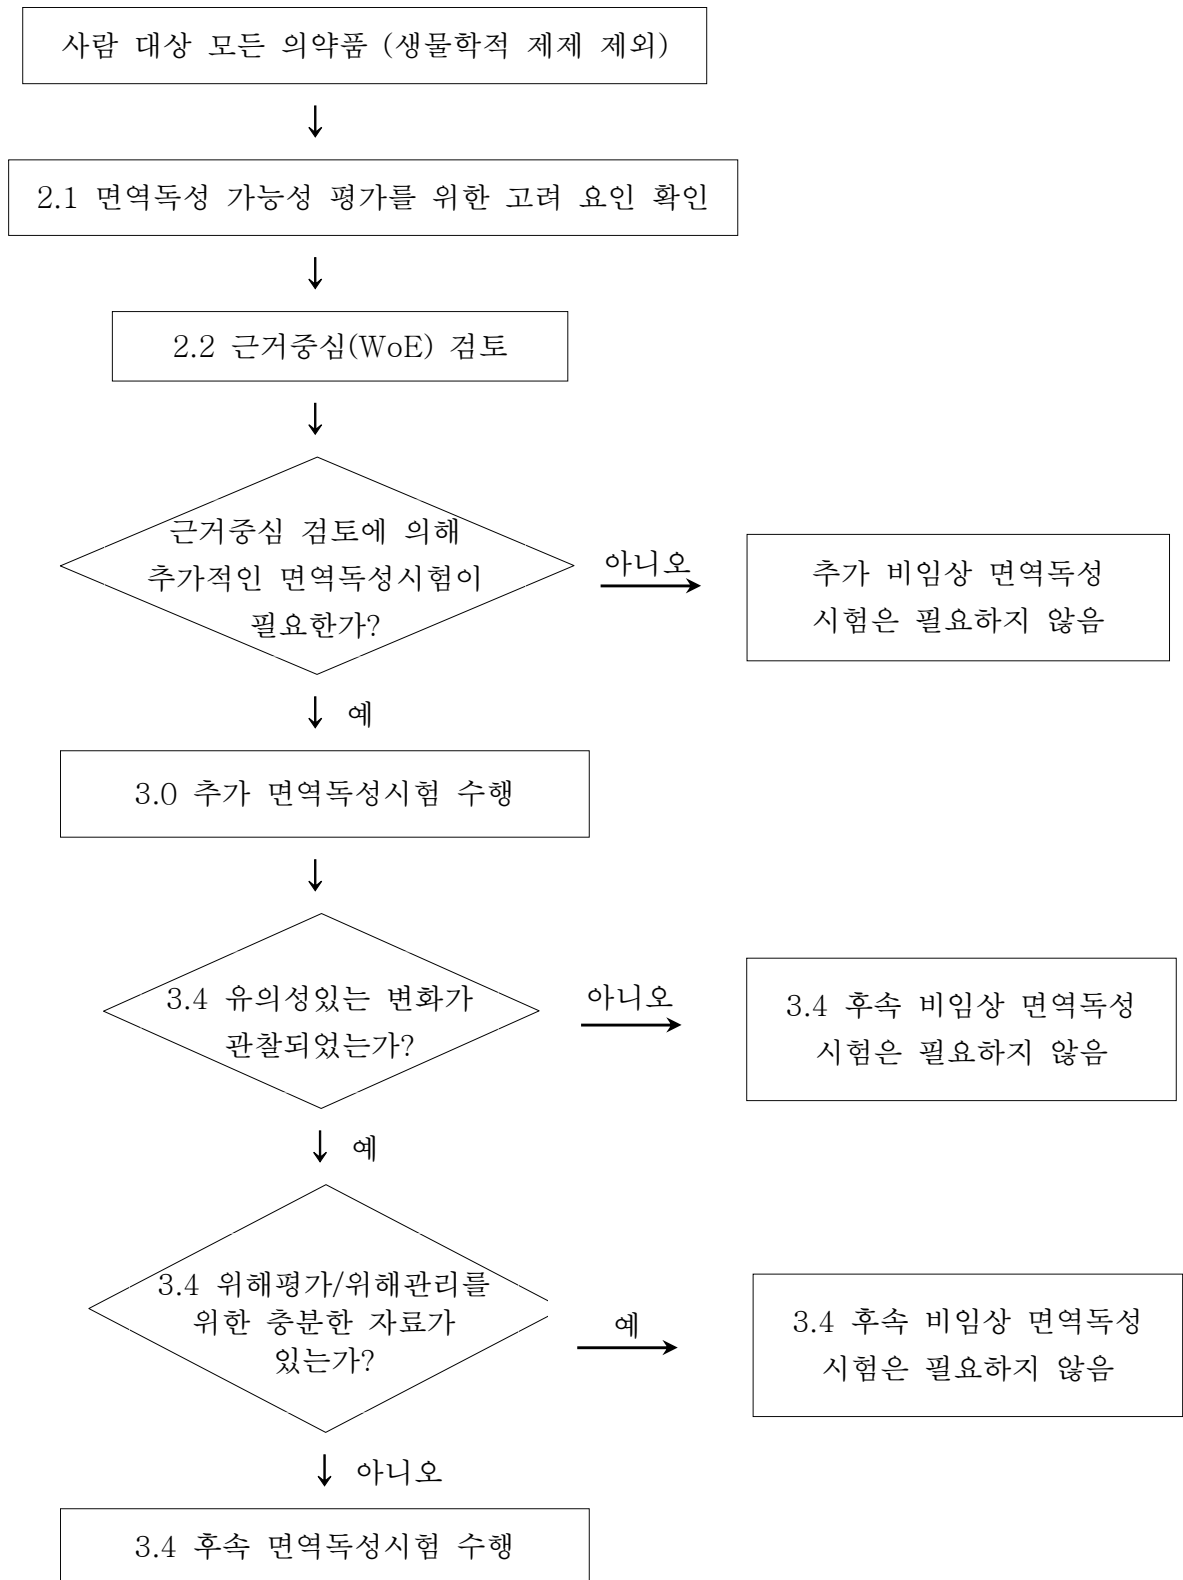 사람 대상 모든 의약품 (생물학적 제제 제외)
2.1 면역독성 가능성 평가를 위한 고려 요인 확인
2.2 근거중심(WoE) 검토
근거중심 검토에 의해
추가적인 면역독성시험이
필요한가?
아니오
추가 비임상 면역독성
시험은 필요하지 않음
예
3.0 추가 면역독성시험 수행
3.4 유의성있는 변화가
관찰되었는가?
아니오
3.4 후속 비임상 면역독성
시험은 필요하지 않음
예
3.4 위해평가/위해관리를
위한 충분한 자료가
있는가?
예
3.4 후속 비임상 면역독성
시험은 필요하지 않음
아니오
3.4 후속 면역독성시험 수행